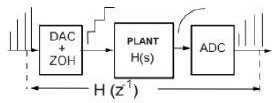 DAC
+
ZOH
PLANT
H(s)
ADC
H (z⁻¹)